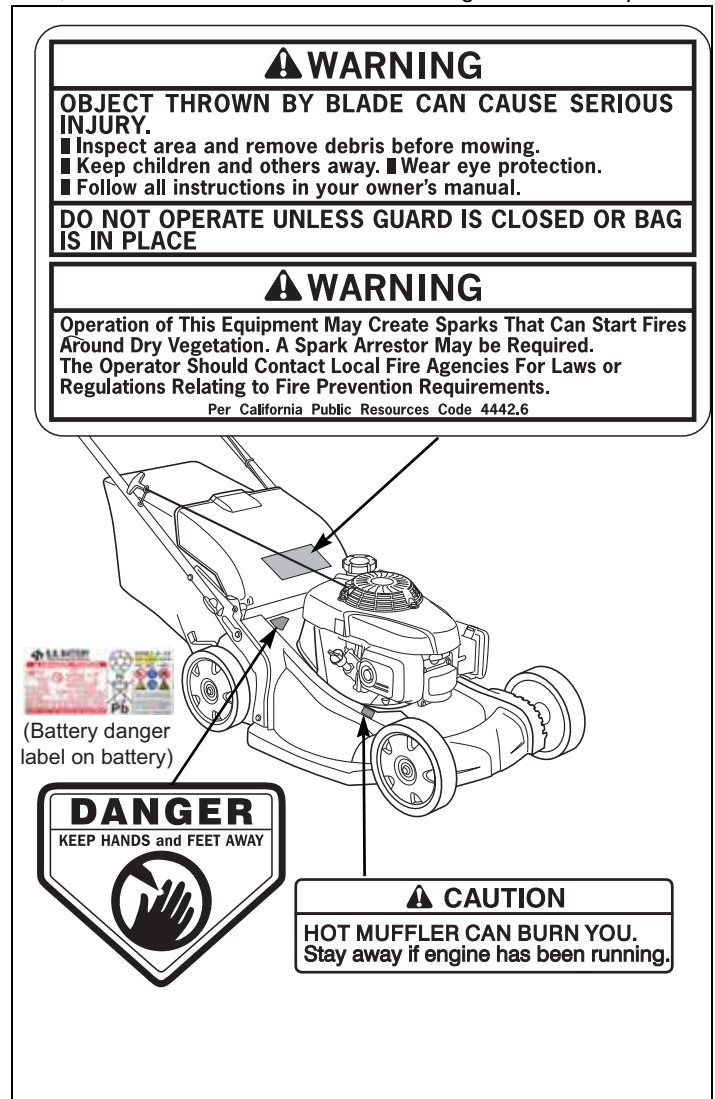 WARNING
OBJECT THROWN BY BLADE CAN CAUSE SERIOUS
INJURY.
Inspect area and remove debris before mowing.
Keep children and others away. Wear eye protection.
Follow all instructions in your owner's manual.
DO NOT OPERATE UNLESS GUARD IS CLOSED OR BAG
IS IN PLACE
WARNING
Operation of This Equipment May Create Sparks That Can Start Fires
Around Dry Vegetation. A Spark Arrestor May be Required.
The Operator Should Contact Local Fire Agencies For Laws or
Regulations Relating to Fire Prevention Requirements.
Per California Public Resources Code 4442.6
BATTERY
Pb
(Battery danger
label on battery)
DANGER
KEEP HANDS and FEET AWAY
CAUTION
HOT MUFFLER CAN BURN YOU.
Stay away if engine has been running.